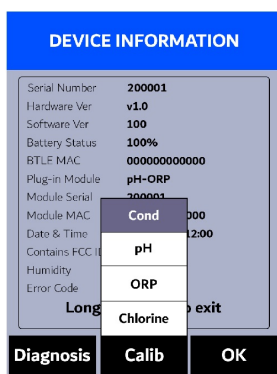 DEVICE INFORMATION
Serial Number 200001
Hardware Ver v1.0
Software Ver 100
Battery Status 100%
BTLE MAC 000000000000
Plug-in Module pH-ORP
Module Serial 200001
Module MAC 000
Date & Time 12:00
Contains FCC
Humidity
Error Code
Long exit
Cond
pH
ORP
Chlorine
Diagnosis Calib OK